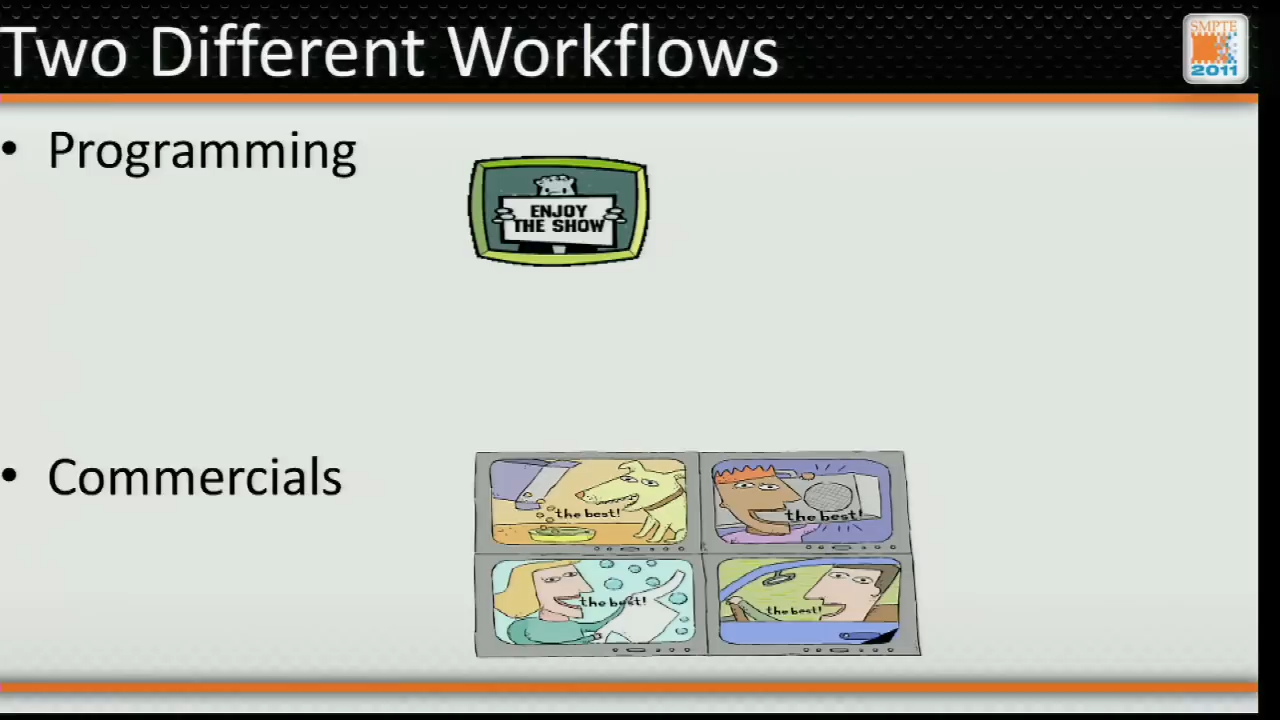 Two Different Workflows
SMPTE
2011
• Programming
ENJOY
THE SHOW
• Commercials
the best!
the best!
the best!
the best!